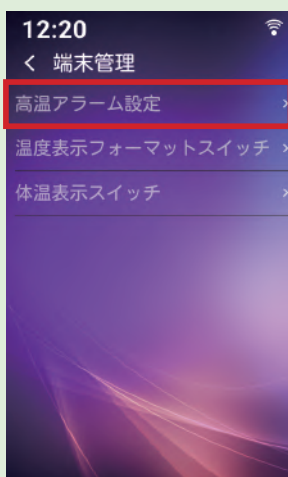 12:20
< 端末管理
高温アラーム設定 >
温度表示フォーマットスイッチ >
体温表示スイッチ >